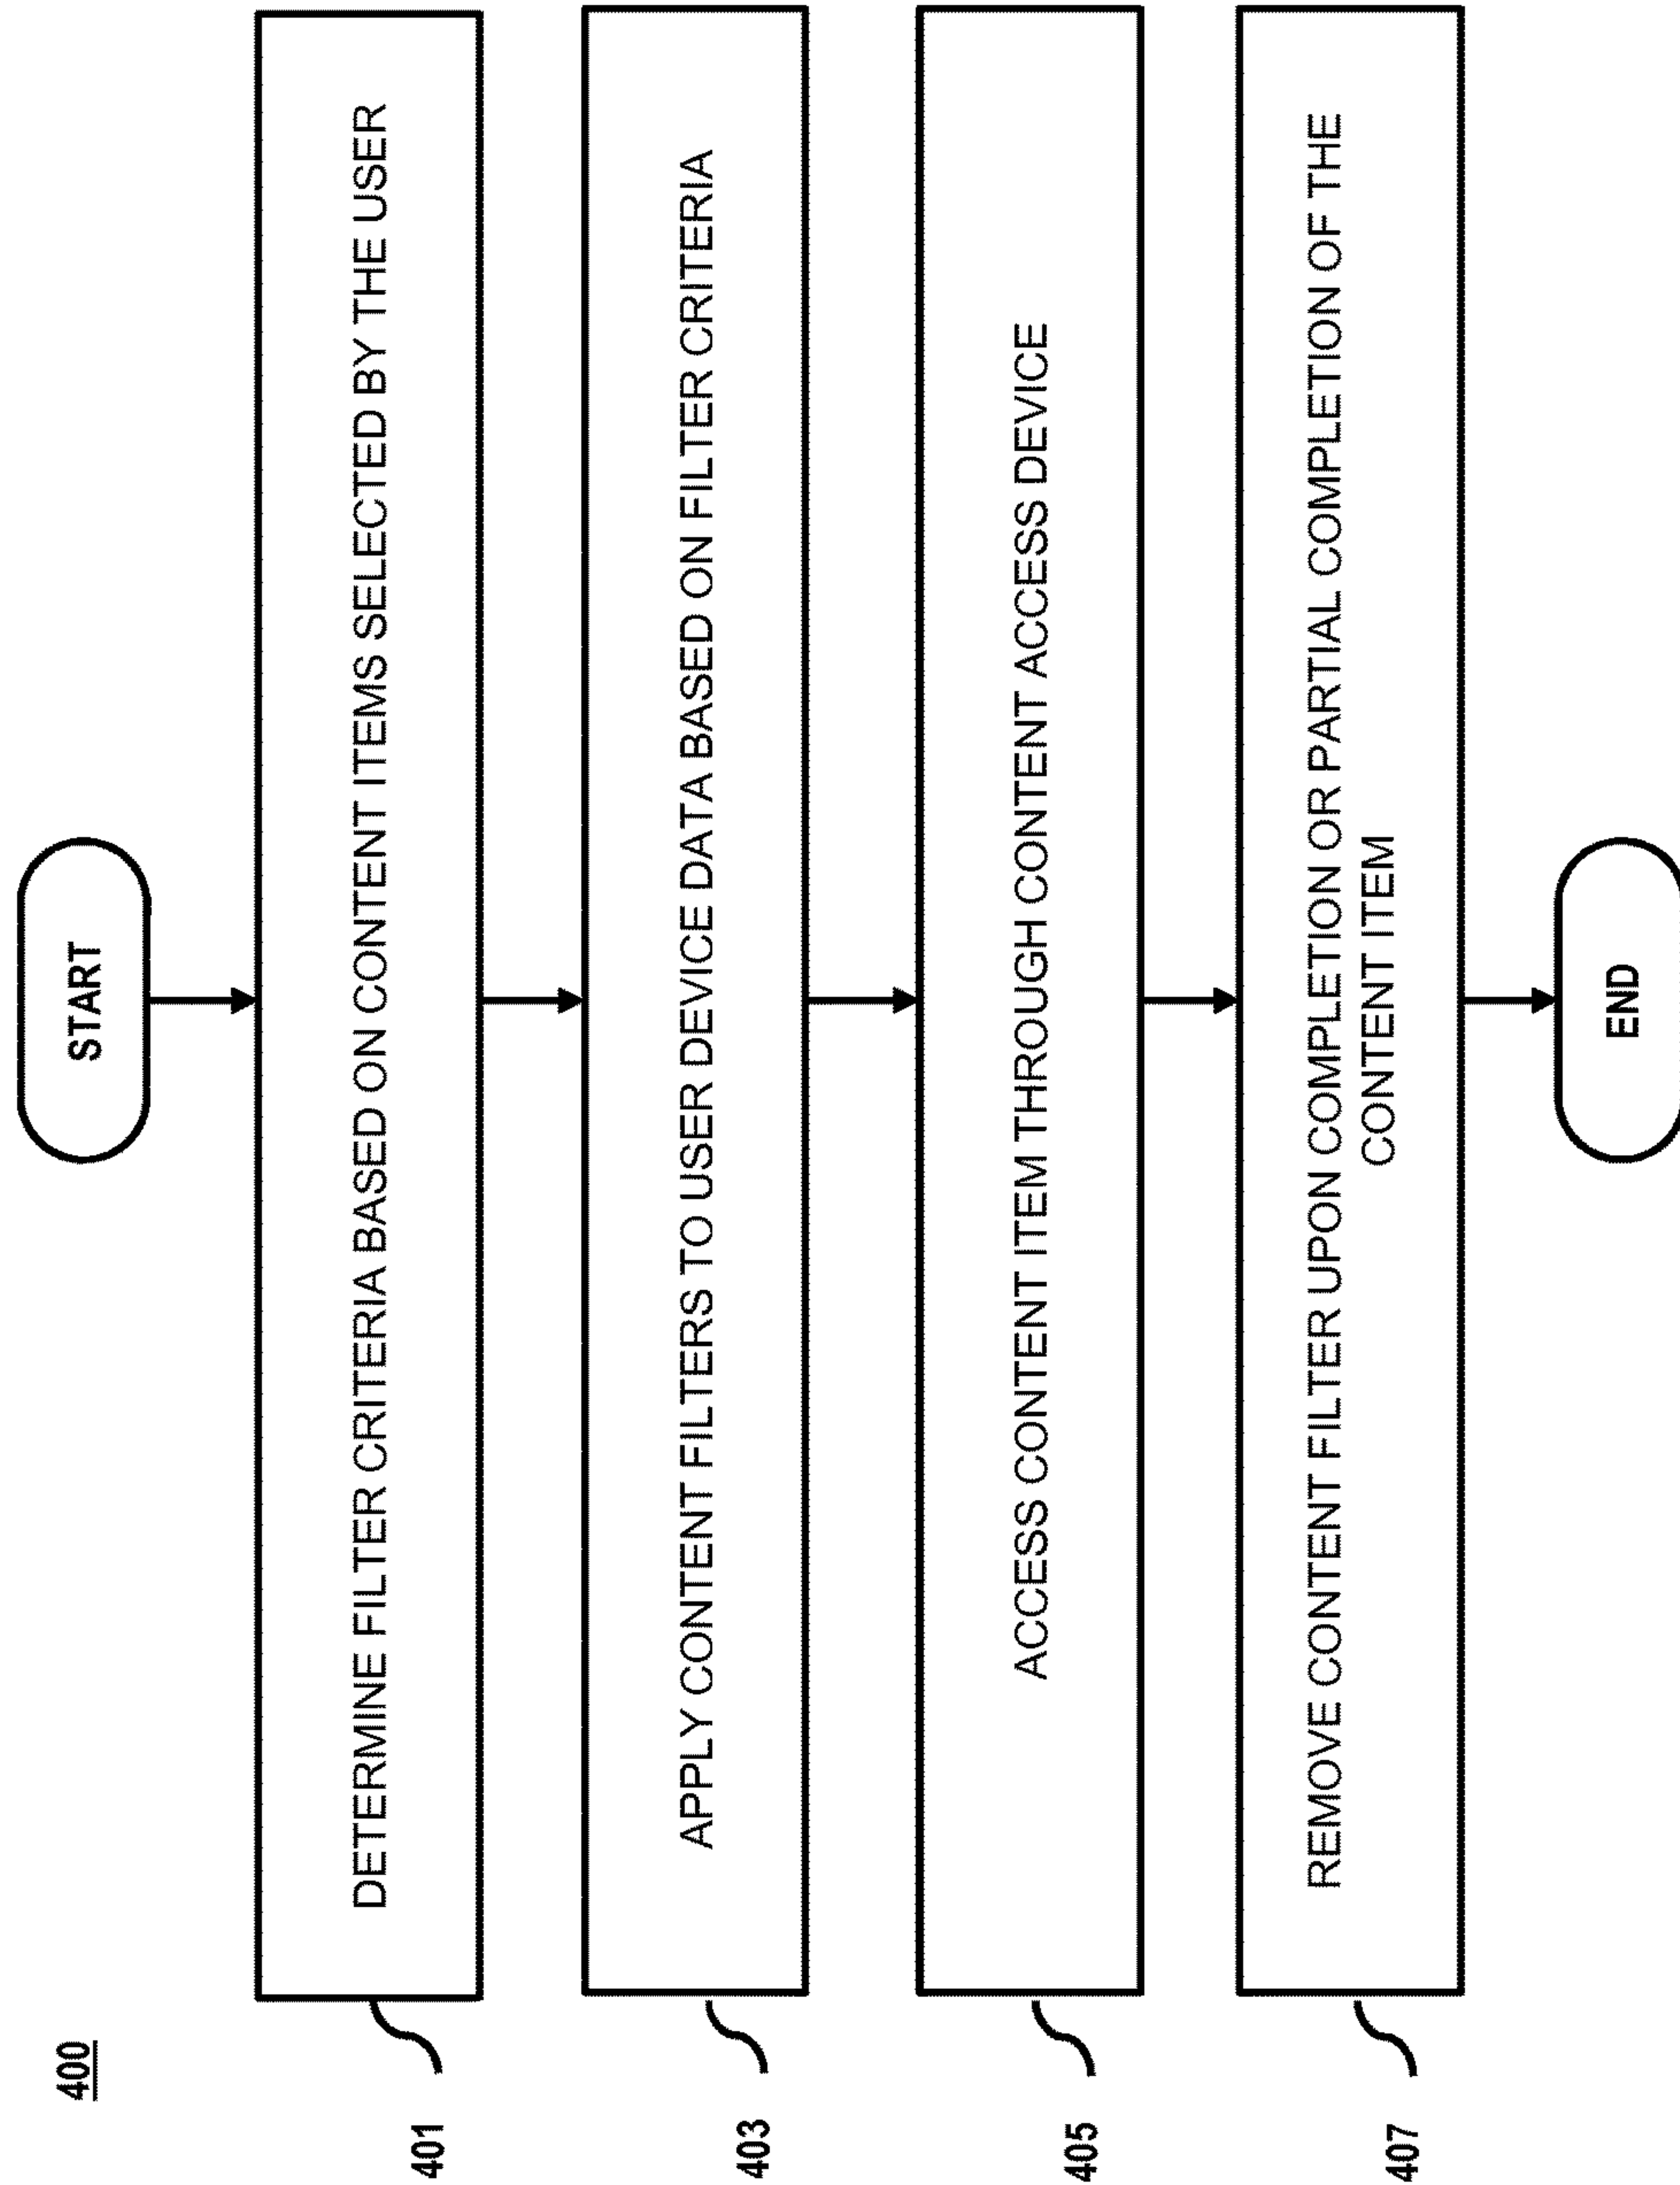 400
START
401
DETERMINE FILTER CRITERIA BASED ON CONTENT ITEMS SELECTED BY THE USER
403
APPLY CONTENT FILTERS TO USER DEVICE DATA BASED ON FILTER CRITERIA
405
ACCESS CONTENT ITEM THROUGH CONTENT ACCESS DEVICE
407
REMOVE CONTENT FILTER UPON COMPLETION OR PARTIAL COMPLETION OF THE
CONTENT ITEM
END